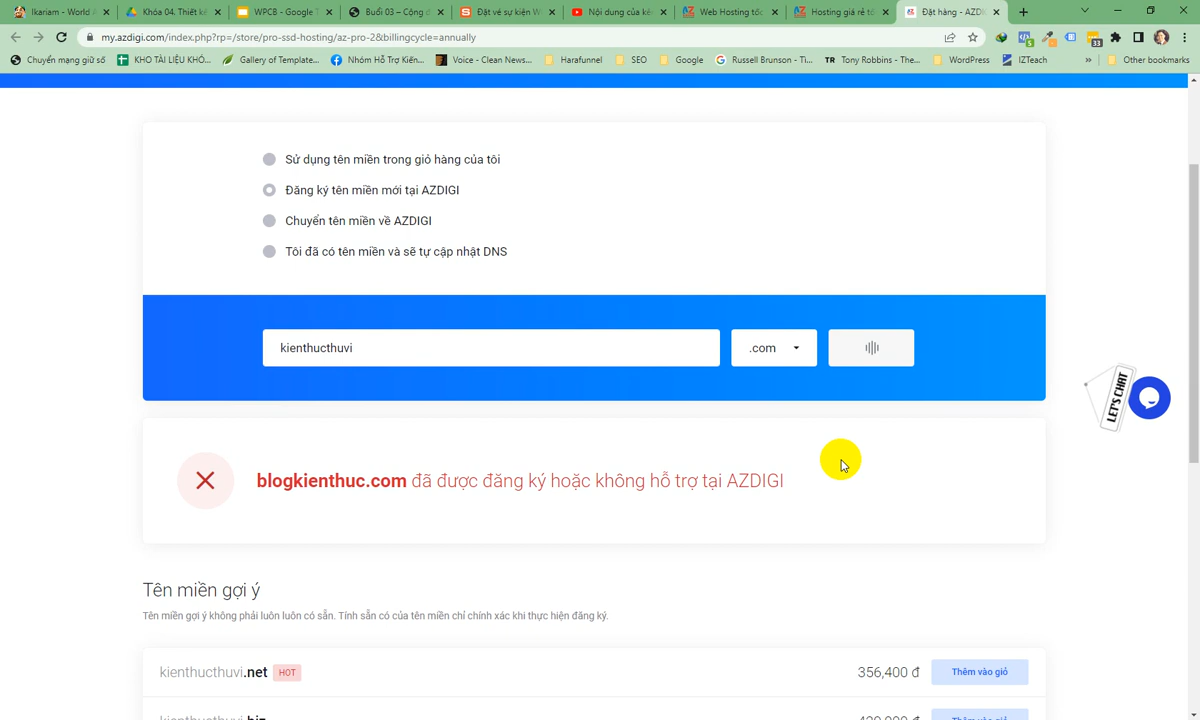 Ikariam - World A
Khóa 04. Thiết kế
WPCB - Google T
Buổi 03 – Cộng đ
Đặt vé sự kiện W
Nội dung của kê
Web Hosting tốc
Hosting giá rẻ tố
Đặt hàng - AZDI
my.azdigi.com/index.php?rp=/store/pro-ssd-hosting/az-pro-2&billingcycle=annually
5
33
Chuyển mạng giữ số
KHO TÀI LIỆU KHÓ...
Gallery of Template...
Nhóm Hỗ Trợ Kiến...
Voice - Clean News...
Harafunnel
SEO
Google
Russell Brunson - Ti...
TR Tony Robbins - The...
WordPress
IZTeach
»
Other bookmarks
Sử dụng tên miền trong giỏ hàng của tôi
Đăng ký tên miền mới tại AZDIGI
Chuyển tên miền về AZDIGI
Tôi đã có tên miền và sẽ tự cập nhật DNS
kienthucthuvi
.com
LET'S CHAT
blogkienthuc.com đã được đăng ký hoặc không hỗ trợ tại AZDIGI
Tên miền gợi ý
Tên miền gợi ý không phải luôn luôn có sẵn. Tính sẵn có của tên miền chỉ chính xác khi thực hiện đăng ký.
kienthucthuvi.net HOT
356,400 đ
Thêm vào giỏ
kienthucthuvi.biz